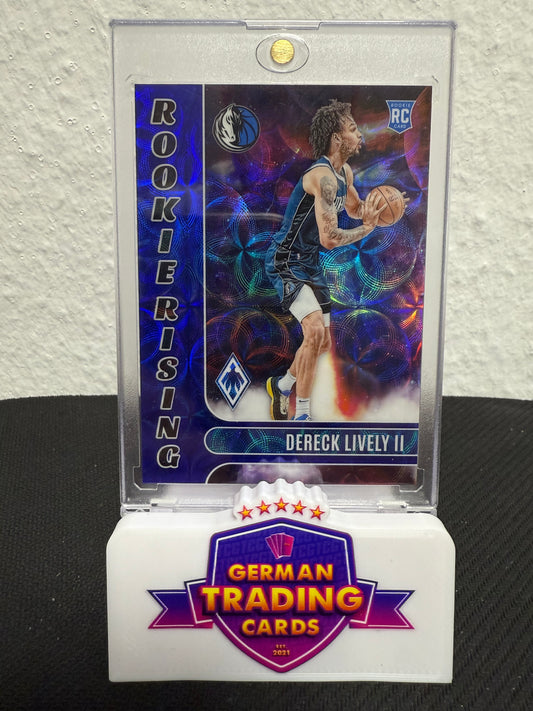 ROOKIE RISING
ROOKIE
RC
CARD
DERECK LIVELY II
GERMAN
TRADING
CARDS
EST.
2021